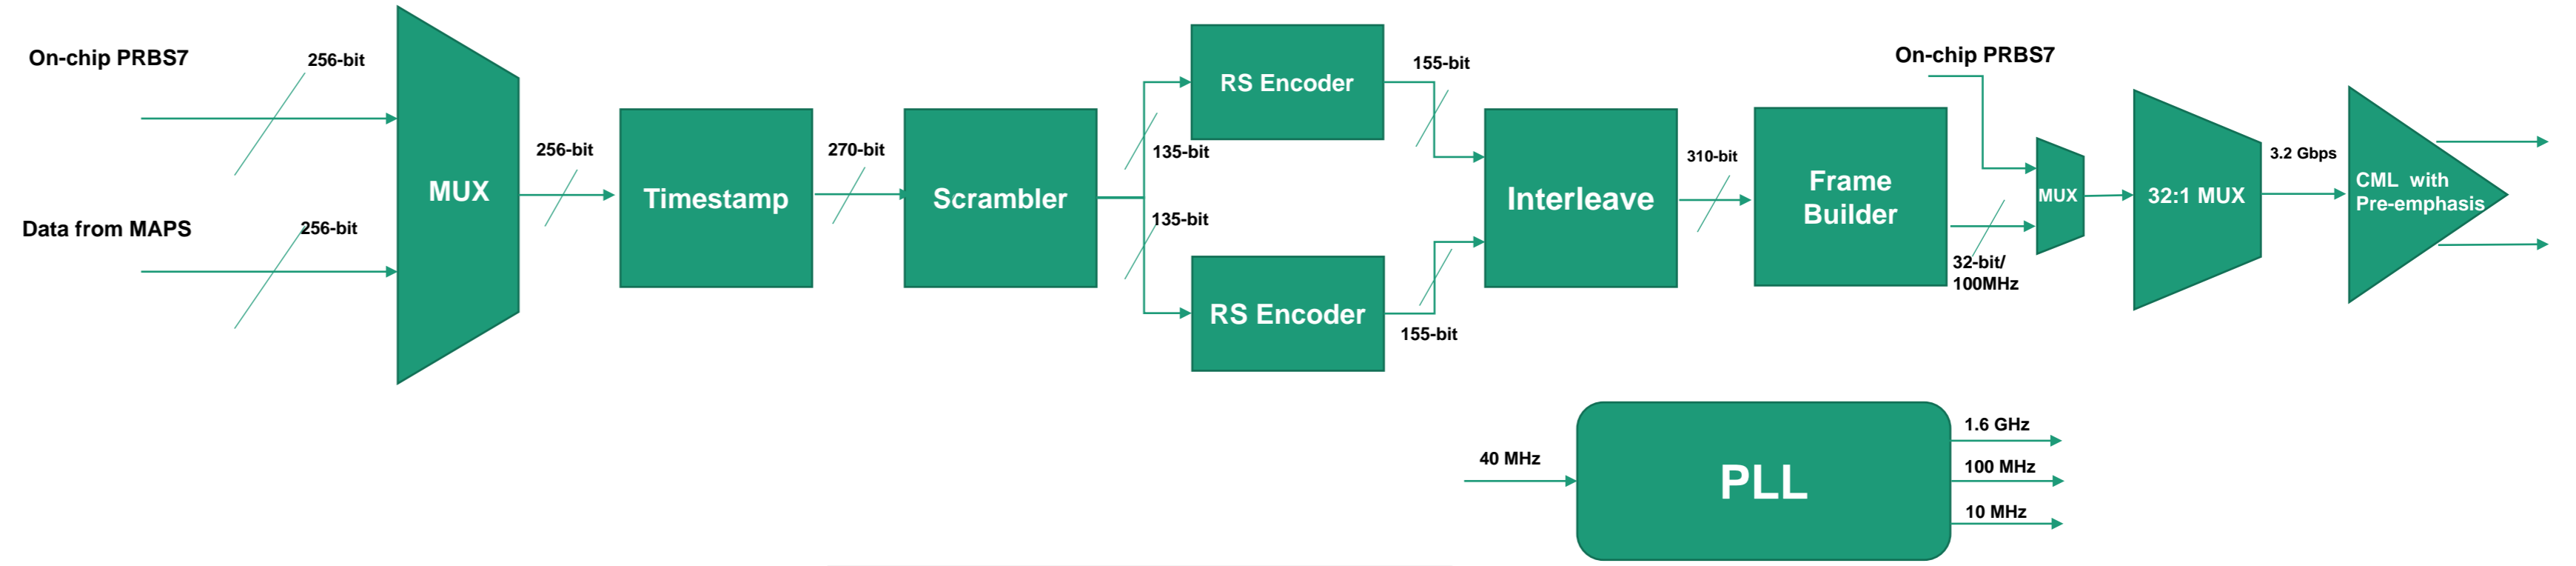 On-chip PRBS7
256-bit
Data from MAPS
256-bit
MUX
256-bit
Timestamp
270-bit
Scrambler
135-bit
135-bit
RS Encoder
RS Encoder
155-bit
155-bit
Interleave
310-bit
Frame
Builder
On-chip PRBS7
32-bit/
100MHz
MUX
32:1 MUX
3.2 Gbps
CML with
Pre-emphasis
40 MHz
PLL
1.6 GHz
100 MHz
10 MHz